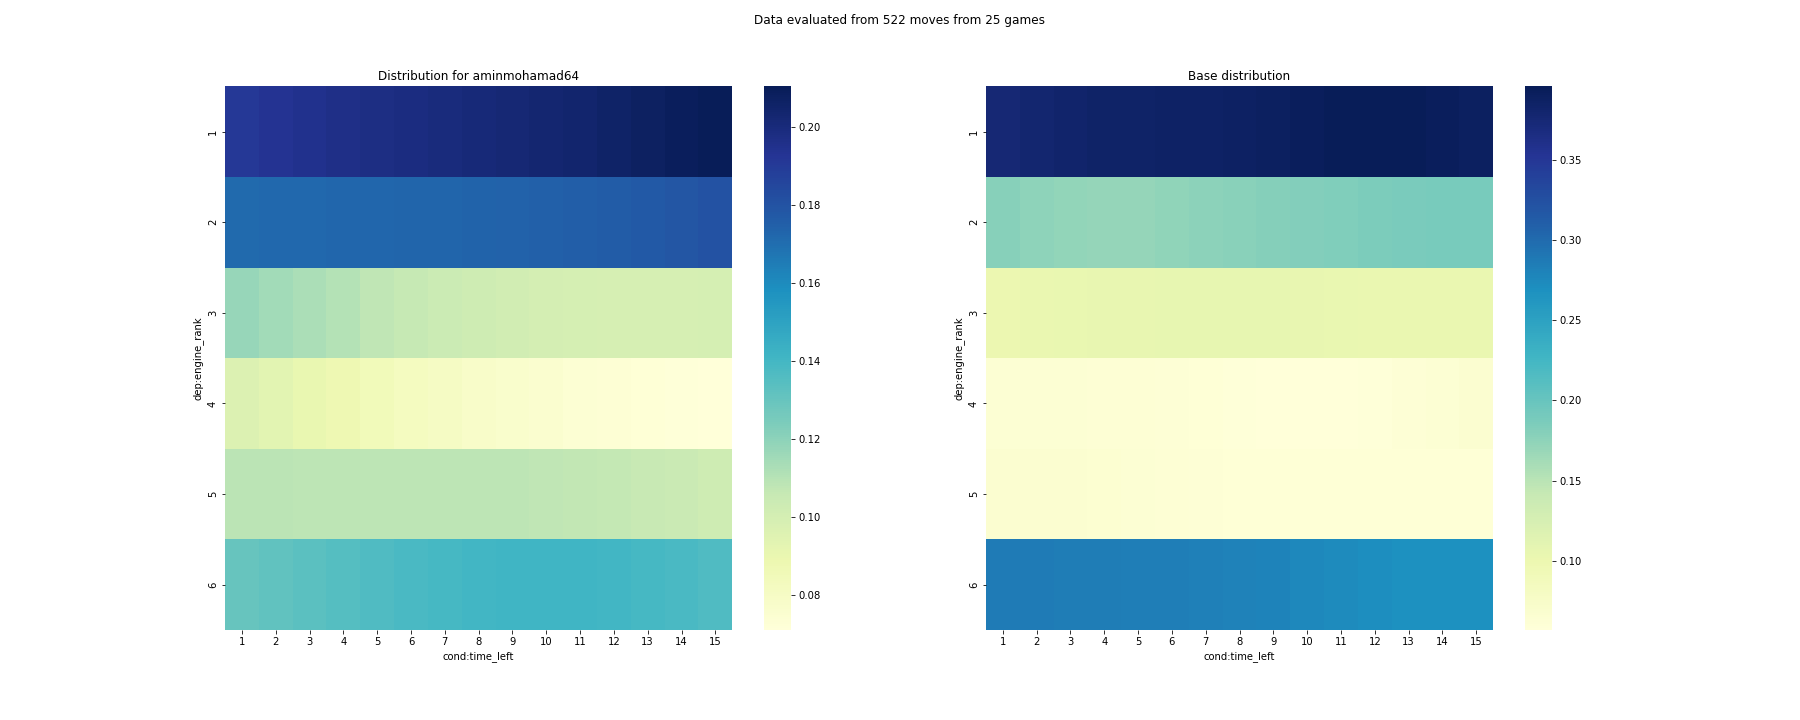 Data evaluated from 522 moves from 25 games
Distribution for aminmohamad64
dep:engine_rank
1
2
3
4
5
6
1 2 3 4 5 6 7 8 9 10 11 12 13 14 15
cond:time_left
0.20
0.18
0.16
0.14
0.12
0.10
0.08
Base distribution
dep:engine_rank
1
2
3
4
5
6
1 2 3 4 5 6 7 8 9 10 11 12 13 14 15
cond:time_left
0.35
0.30
0.25
0.20
0.15
0.10